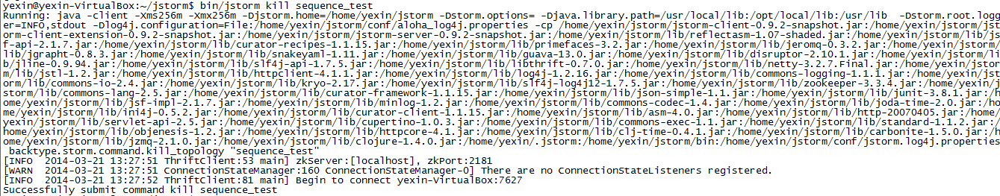 yexin@yexin-VirtualBox:~/jstorm$ bin/jstorm kill sequence_test
Running: java -client -Xms256m -Xmx256m -Djstorm.home=/home/yexin/jstorm -Dstorm.options= -Djava.library.path=/usr/local/lib:/opt/local/lib:/usr/lib  -Dstorm.root.logg
er=INFO,stdout -Dlog4j.configuration=File:/home/yexin/jstorm/conf/aloha_log4j.properties -cp /home/yexin/jstorm/jstorm-client-0.9.2-snapshot.jar:/home/yexin/jstorm/jst
orm-client-extension-0.9.2-snapshot.jar:/home/yexin/jstorm/jstorm-server-0.9.2-snapshot.jar:/home/yexin/jstorm/lib/reflectasm-1.07-shaded.jar:/home/yexin/jstorm/lib/js
f-api-2.1.7.jar:/home/yexin/jstorm/lib/curator-recipes-1.1.15.jar:/home/yexin/jstorm/lib/primefaces-3.2.jar:/home/yexin/jstorm/lib/jeromq-0.3.2.jar:/home/yexin/jstorm/
lib/jgrapht-0.8.3.jar:/home/yexin/jstorm/lib/snakeyaml-1.11.jar:/home/yexin/jstorm/lib/guava-13.0.jar:/home/yexin/jstorm/lib/disruptor-2.10.1.jar:/home/yexin/jstorm/li
b/jline-0.9.94.jar:/home/yexin/jstorm/lib/slf4j-api-1.7.5.jar:/home/yexin/jstorm/lib/libthrift-0.7.0.jar:/home/yexin/jstorm/lib/netty-3.2.7.Final.jar:/home/yexin/jstor
m/lib/jstl-1.2.jar:/home/yexin/jstorm/lib/httpclient-4.1.1.jar:/home/yexin/jstorm/lib/log4j-1.2.16.jar:/home/yexin/jstorm/lib/commons-logging-1.1.1.jar:/home/yexin/jst
orm/lib/commons-io-2.4.jar:/home/yexin/jstorm/lib/kryo-2.17.jar:/home/yexin/jstorm/lib/slf4j-log4j12-1.7.5.jar:/home/yexin/jstorm/lib/zookeeper-3.3.4.jar:/home/yexin/j
storm/lib/commons-lang-2.5.jar:/home/yexin/jstorm/lib/curator-framework-1.1.15.jar:/home/yexin/jstorm/lib/json-simple-1.1.jar:/home/yexin/jstorm/lib/junit-3.8.1.jar:/h
ome/yexin/jstorm/lib/jsf-impl-2.1.7.jar:/home/yexin/jstorm/lib/minlog-1.2.jar:/home/yexin/jstorm/lib/commons-codec-1.4.jar:/home/yexin/jstorm/lib/joda-time-2.0.jar:/ho
me/yexin/jstorm/lib/ini4j-0.5.2.jar:/home/yexin/jstorm/lib/curator-client-1.1.15.jar:/home/yexin/jstorm/lib/asm-4.0.jar:/home/yexin/jstorm/lib/http-20070405.jar:/home/
yexin/jstorm/lib/servlet-api-2.5.jar:/home/yexin/jstorm/lib/cupertino-1.0.3.jar:/home/yexin/jstorm/lib/commons-exec-1.1.jar:/home/yexin/jstorm/lib/standard-1.1.2.jar:/
home/yexin/jstorm/lib/objenesis-1.2.jar:/home/yexin/jstorm/lib/httpcore-4.1.jar:/home/yexin/jstorm/lib/clj-time-0.4.1.jar:/home/yexin/jstorm/lib/carbonite-1.5.0.jar:/h
ome/yexin/jstorm/lib/jzmq-2.1.0.jar:/home/yexin/jstorm/lib/clojure-1.4.0.jar:/home/yexin/.jstorm:/home/yexin/jstorm/bin:/home/yexin/jstorm/conf/jstorm.log4j.properties
 backtype.storm.command.kill_topology "sequence_test"
[INFO  2014-03-21 13:27:51 ThriftClient:53 main] zkServer:[localhost], zkPort:2181
[WARN  2014-03-21 13:27:51 ConnectionStateManager:160 ConnectionStateManager-0] There are no ConnectionStateListeners registered.
[INFO  2014-03-21 13:27:52 ThriftClient:81 main] Begin to connect yexin-VirtualBox:7627
Successfully submit command kill sequence_test